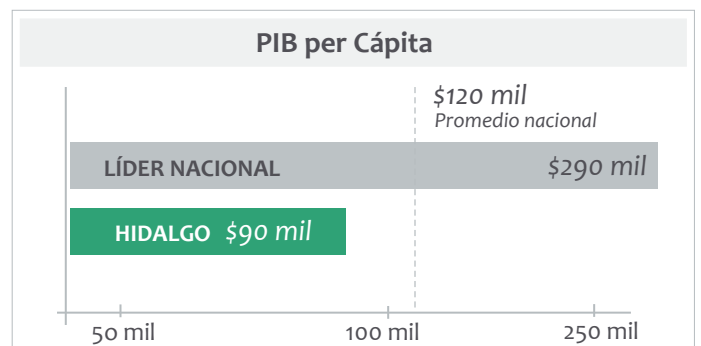 PIB per Cápita
$120 mil
Promedio nacional
LÍDER NACIONAL $290 mil
HIDALGO $90 mil
50 mil 100 mil 250 mil